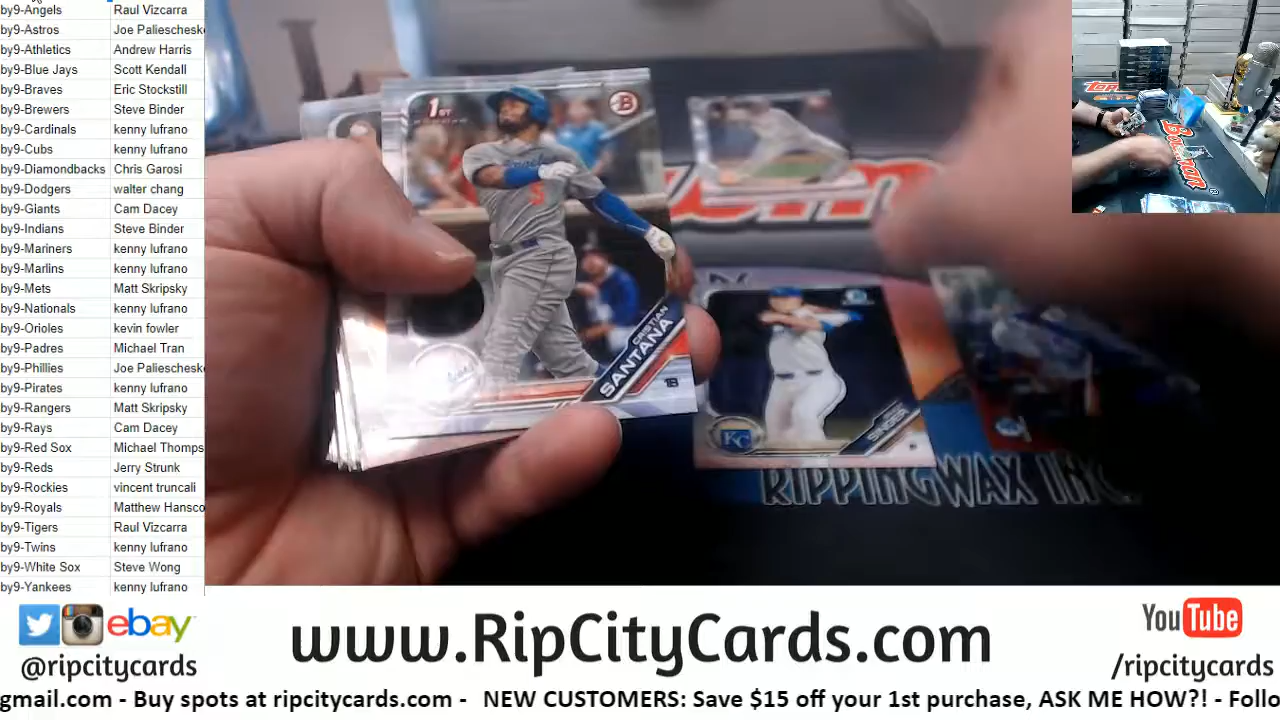 by9-Angels Raul Vizcarra
by9-Astros Joe Paliescheske
by9-Athletics Andrew Harris
by9-Blue Jays Scott Kendall
by9-Braves Eric Stockstill
by9-Brewers Steve Binder
by9-Cardinals kenny lufrano
by9-Cubs kenny lufrano
by9-Diamondbacks Chris Garosi
by9-Dodgers walter chang
by9-Giants Cam Dacey
by9-Indians Steve Binder
by9-Mariners kenny lufrano
by9-Marlins kenny lufrano
by9-Mets Matt Skripsky
by9-Nationals kenny lufrano
by9-Orioles kevin fowler
by9-Padres Michael Tran
by9-Phillies Joe Paliescheske
by9-Pirates kenny lufrano
by9-Rangers Matt Skripsky
by9-Rays Cam Dacey
by9-Red Sox Michael Thomps
by9-Reds Jerry Strunk
by9-Rockies vincent truncali
by9-Royals Matthew Hansco
by9-Tigers Raul Vizcarra
by9-Twins kenny lufrano
by9-White Sox Steve Wong
by9-Yankees kenny lufrano
1ST B
5
CRISTIAN
SANTANA
1B
KC
SINGER
RIPPINGWAX INC
TOPPS
Bowman
ebay
@ripcitycards
www.RipCityCards.com
YouTube
/ripcitycards
gmail.com - Buy spots at ripcitycards.com - NEW CUSTOMERS: Save $15 off your 1st purchase, ASK ME HOW?! - Follo